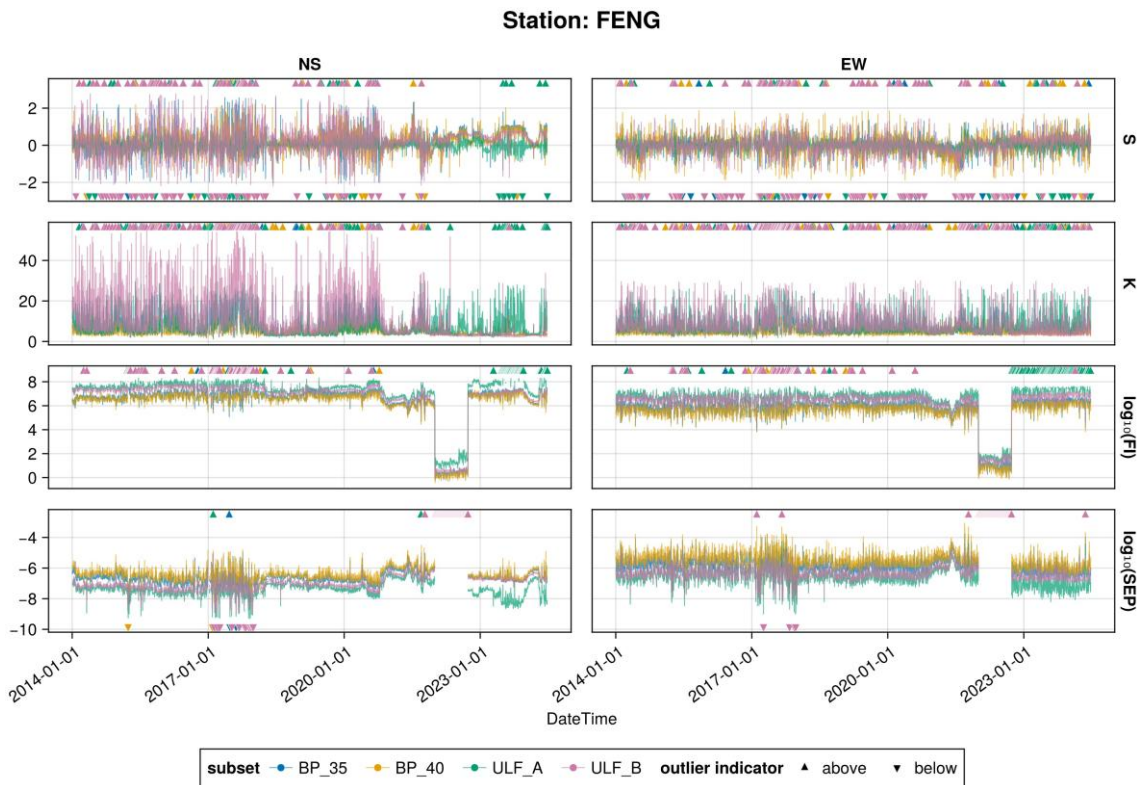 Station: FENG
NS
EW
2
0
−2
S
40
20
0
K
8
6
4
2
0
log₁₀(FI)
−4
−6
−8
−10
log₁₀(SEP)
2014-01-01
2017-01-01
2020-01-01
2023-01-01
2014-01-01
2017-01-01
2020-01-01
2023-01-01
DateTime
subset BP_35 BP_40 ULF_A ULF_B outlier indicator above below